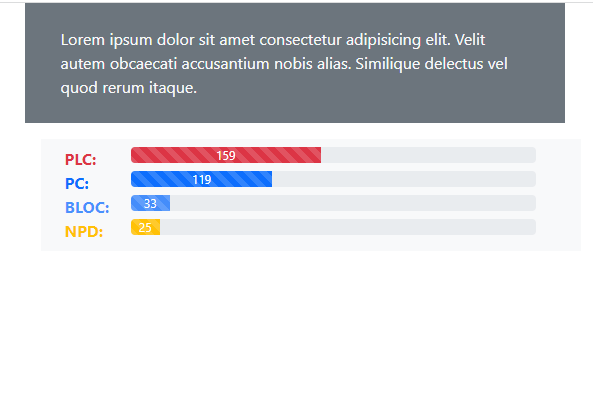 Lorem ipsum dolor sit amet consectetur adipisicing elit. Velit
autem obcaecati accusantium nobis alias. Similique delectus vel
quod rerum itaque.
PLC: 159
PC: 119
BLOC: 33
NPD: 25